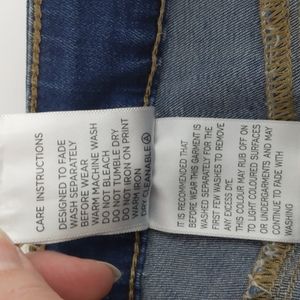 CARE INSTRUCTIONS
DESIGNED TO FADE
WASH SEPARATELY
BEFORE WEAR
WARM MACHINE WASH
DO NOT BLEACH
DO NOT TUMBLE DRY
DO NOT IRON ON PRINT
WARM IRON
DRY CLEANABLE Ⓐ
IT IS RECOMMENDED THAT
BEFORE WEAR THIS GARMENT IS
WASHED SEPARATELY FOR THE
FIRST FEW WASHES TO REMOVE
ANY EXCESS DYE.
THIS COLOUR MAY RUB OFF ON
TO LIGHT COLOURED SURFACES
OR UNDERGARMENTS AND MAY
CONTINUE TO FADE WITH
WASHING